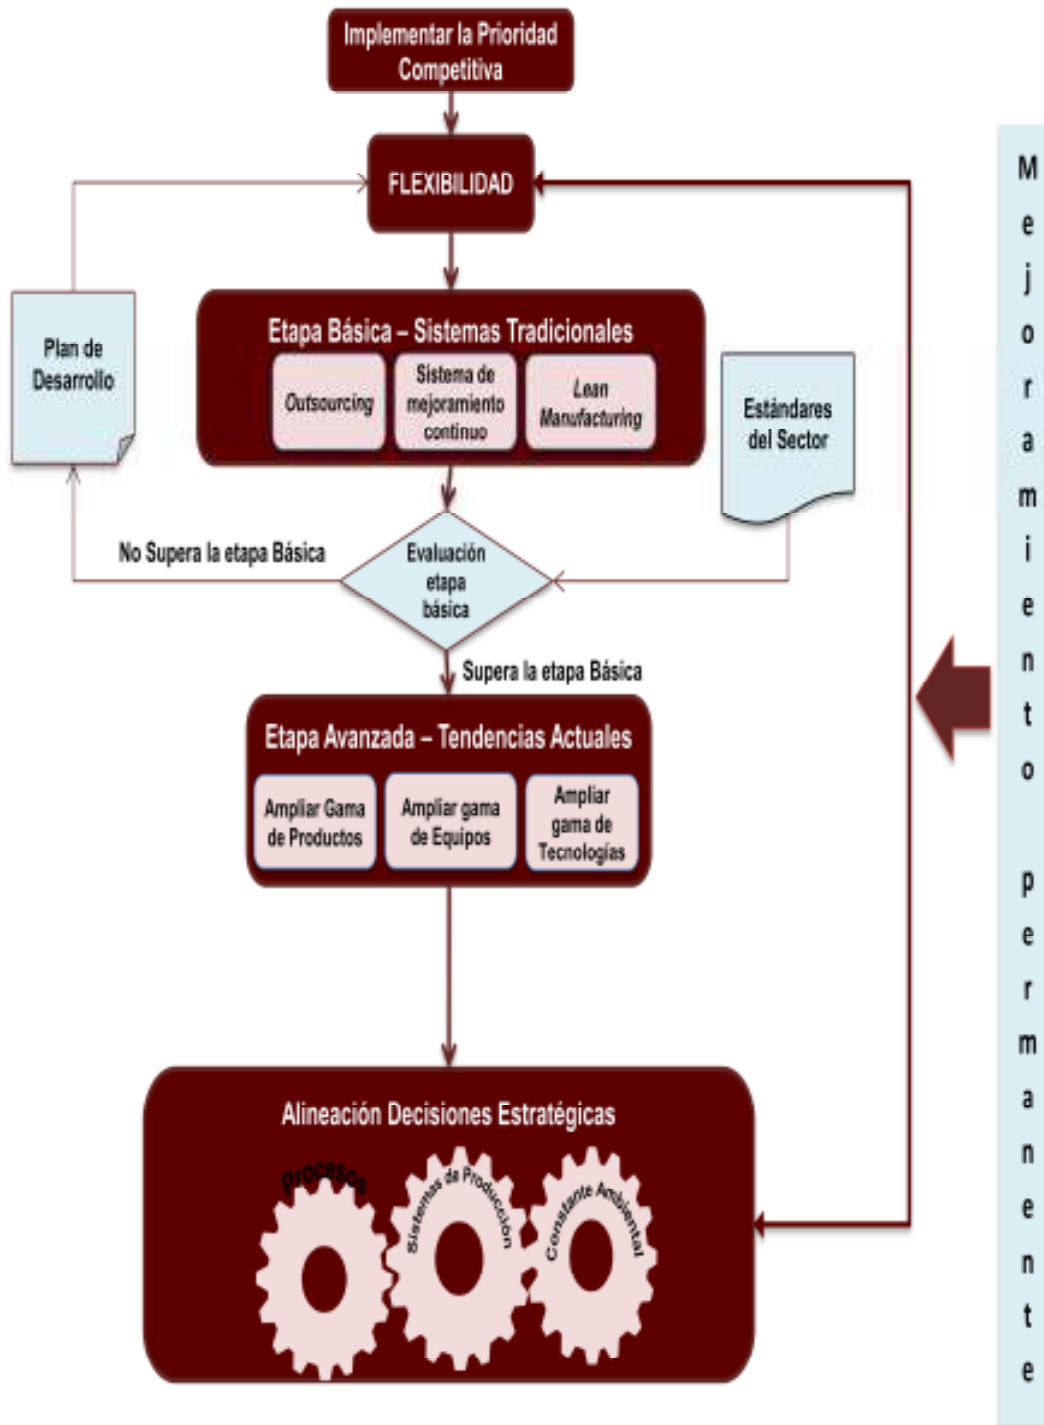 Implementar la Prioridad
Competitiva
FLEXIBILIDAD
Etapa Básica – Sistemas Tradicionales
Outsourcing
Sistema de
mejoramiento
continuo
Lean
Manufacturing
Plan de
Desarrollo
Estándares
del Sector
No Supera la etapa Básica
Evaluación
etapa
básica
Supera la etapa Básica
Etapa Avanzada – Tendencias Actuales
Ampliar Gama
de Productos
Ampliar gama
de Equipos
Ampliar
gama de
Tecnologías
Alineación Decisiones Estratégicas
Procesos
Sistemas de Producción
Constante Ambiental
Mejoramiento permanente